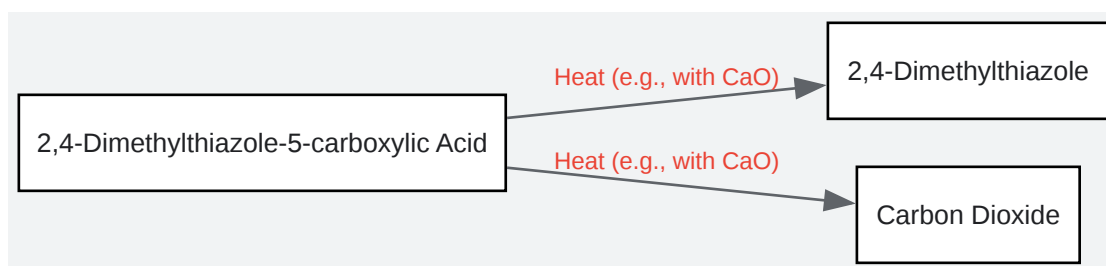 2,4-Dimethylthiazole-5-carboxylic Acid
Heat (e.g., with CaO)
2,4-Dimethylthiazole
Heat (e.g., with CaO)
Carbon Dioxide